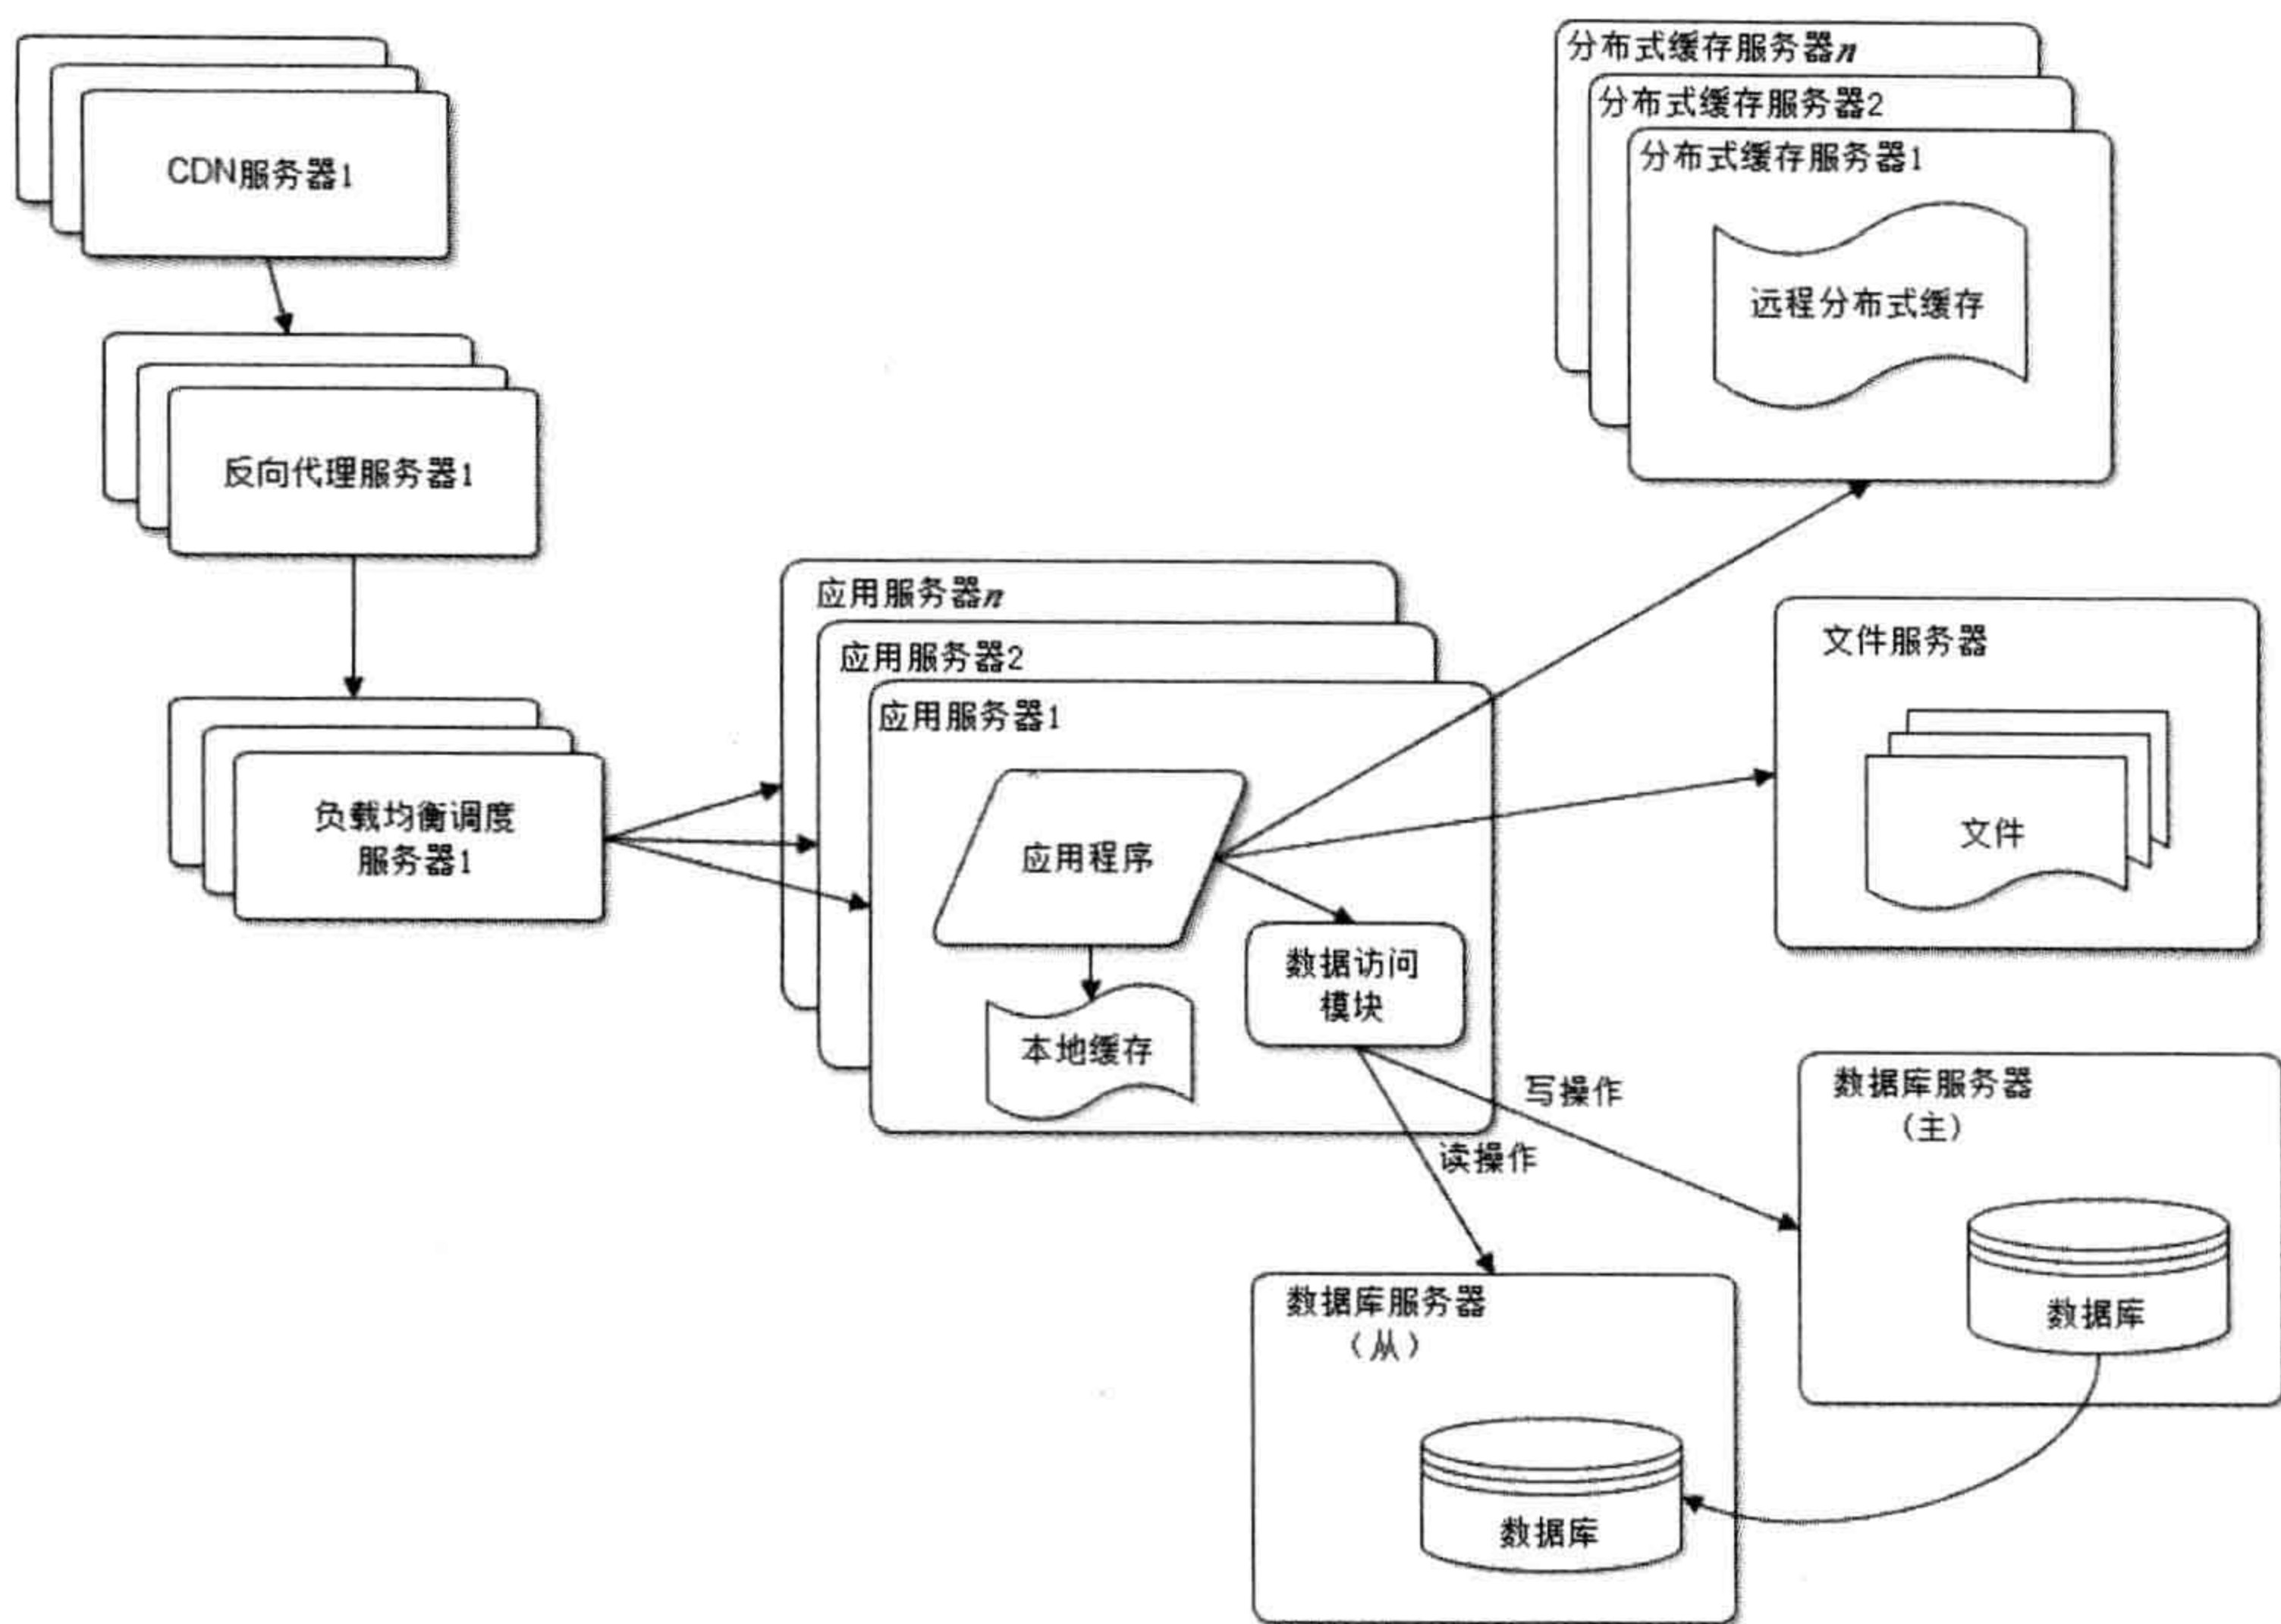 CDN服务器1
反向代理服务器1
负载均衡调度
服务器1
应用服务器n
应用服务器2
应用服务器1
应用程序
本地缓存
数据访问
模块
分布式缓存服务器n
分布式缓存服务器2
分布式缓存服务器1
远程分布式缓存
文件服务器
文件
写操作
读操作
数据库服务器
（主）
数据库
数据库服务器
（从）
数据库